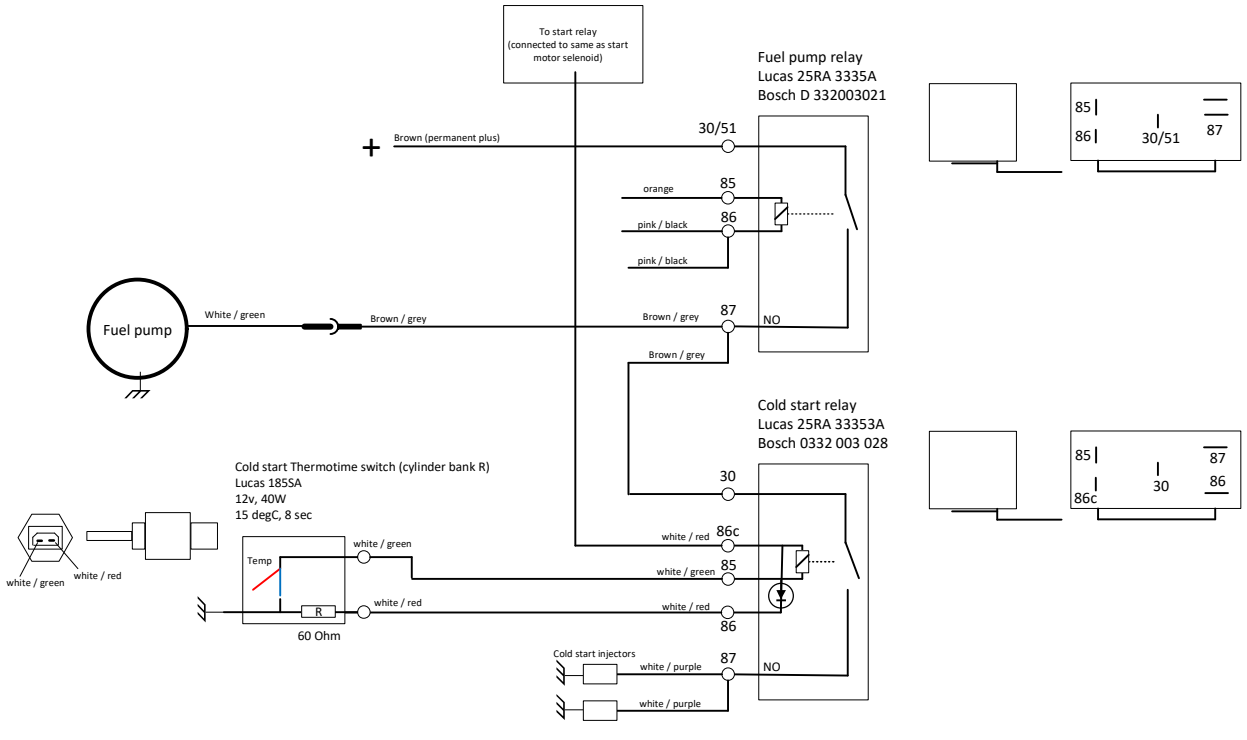 To start relay
(connected to same as start
motor selenoid)
Fuel pump relay
Lucas 25RA 3335A
Bosch D 332003021
+
Brown (permanent plus)
30/51
85
86
30/51
87
orange
85
pink / black
86
pink / black
Fuel pump
White / green
Brown / grey
Brown / grey
87
NO
Brown / grey
Cold start relay
Lucas 25RA 33353A
Bosch 0332 003 028
Cold start Thermotime switch (cylinder bank R)
Lucas 185SA
12v, 40W
15 degC, 8 sec
30
85
86c
30
87
86
white / green
white / red
Temp
white / green
R
white / red
60 Ohm
white / red
86c
white / green
85
white / red
86
Cold start injectors
white / purple
87
NO
white / purple